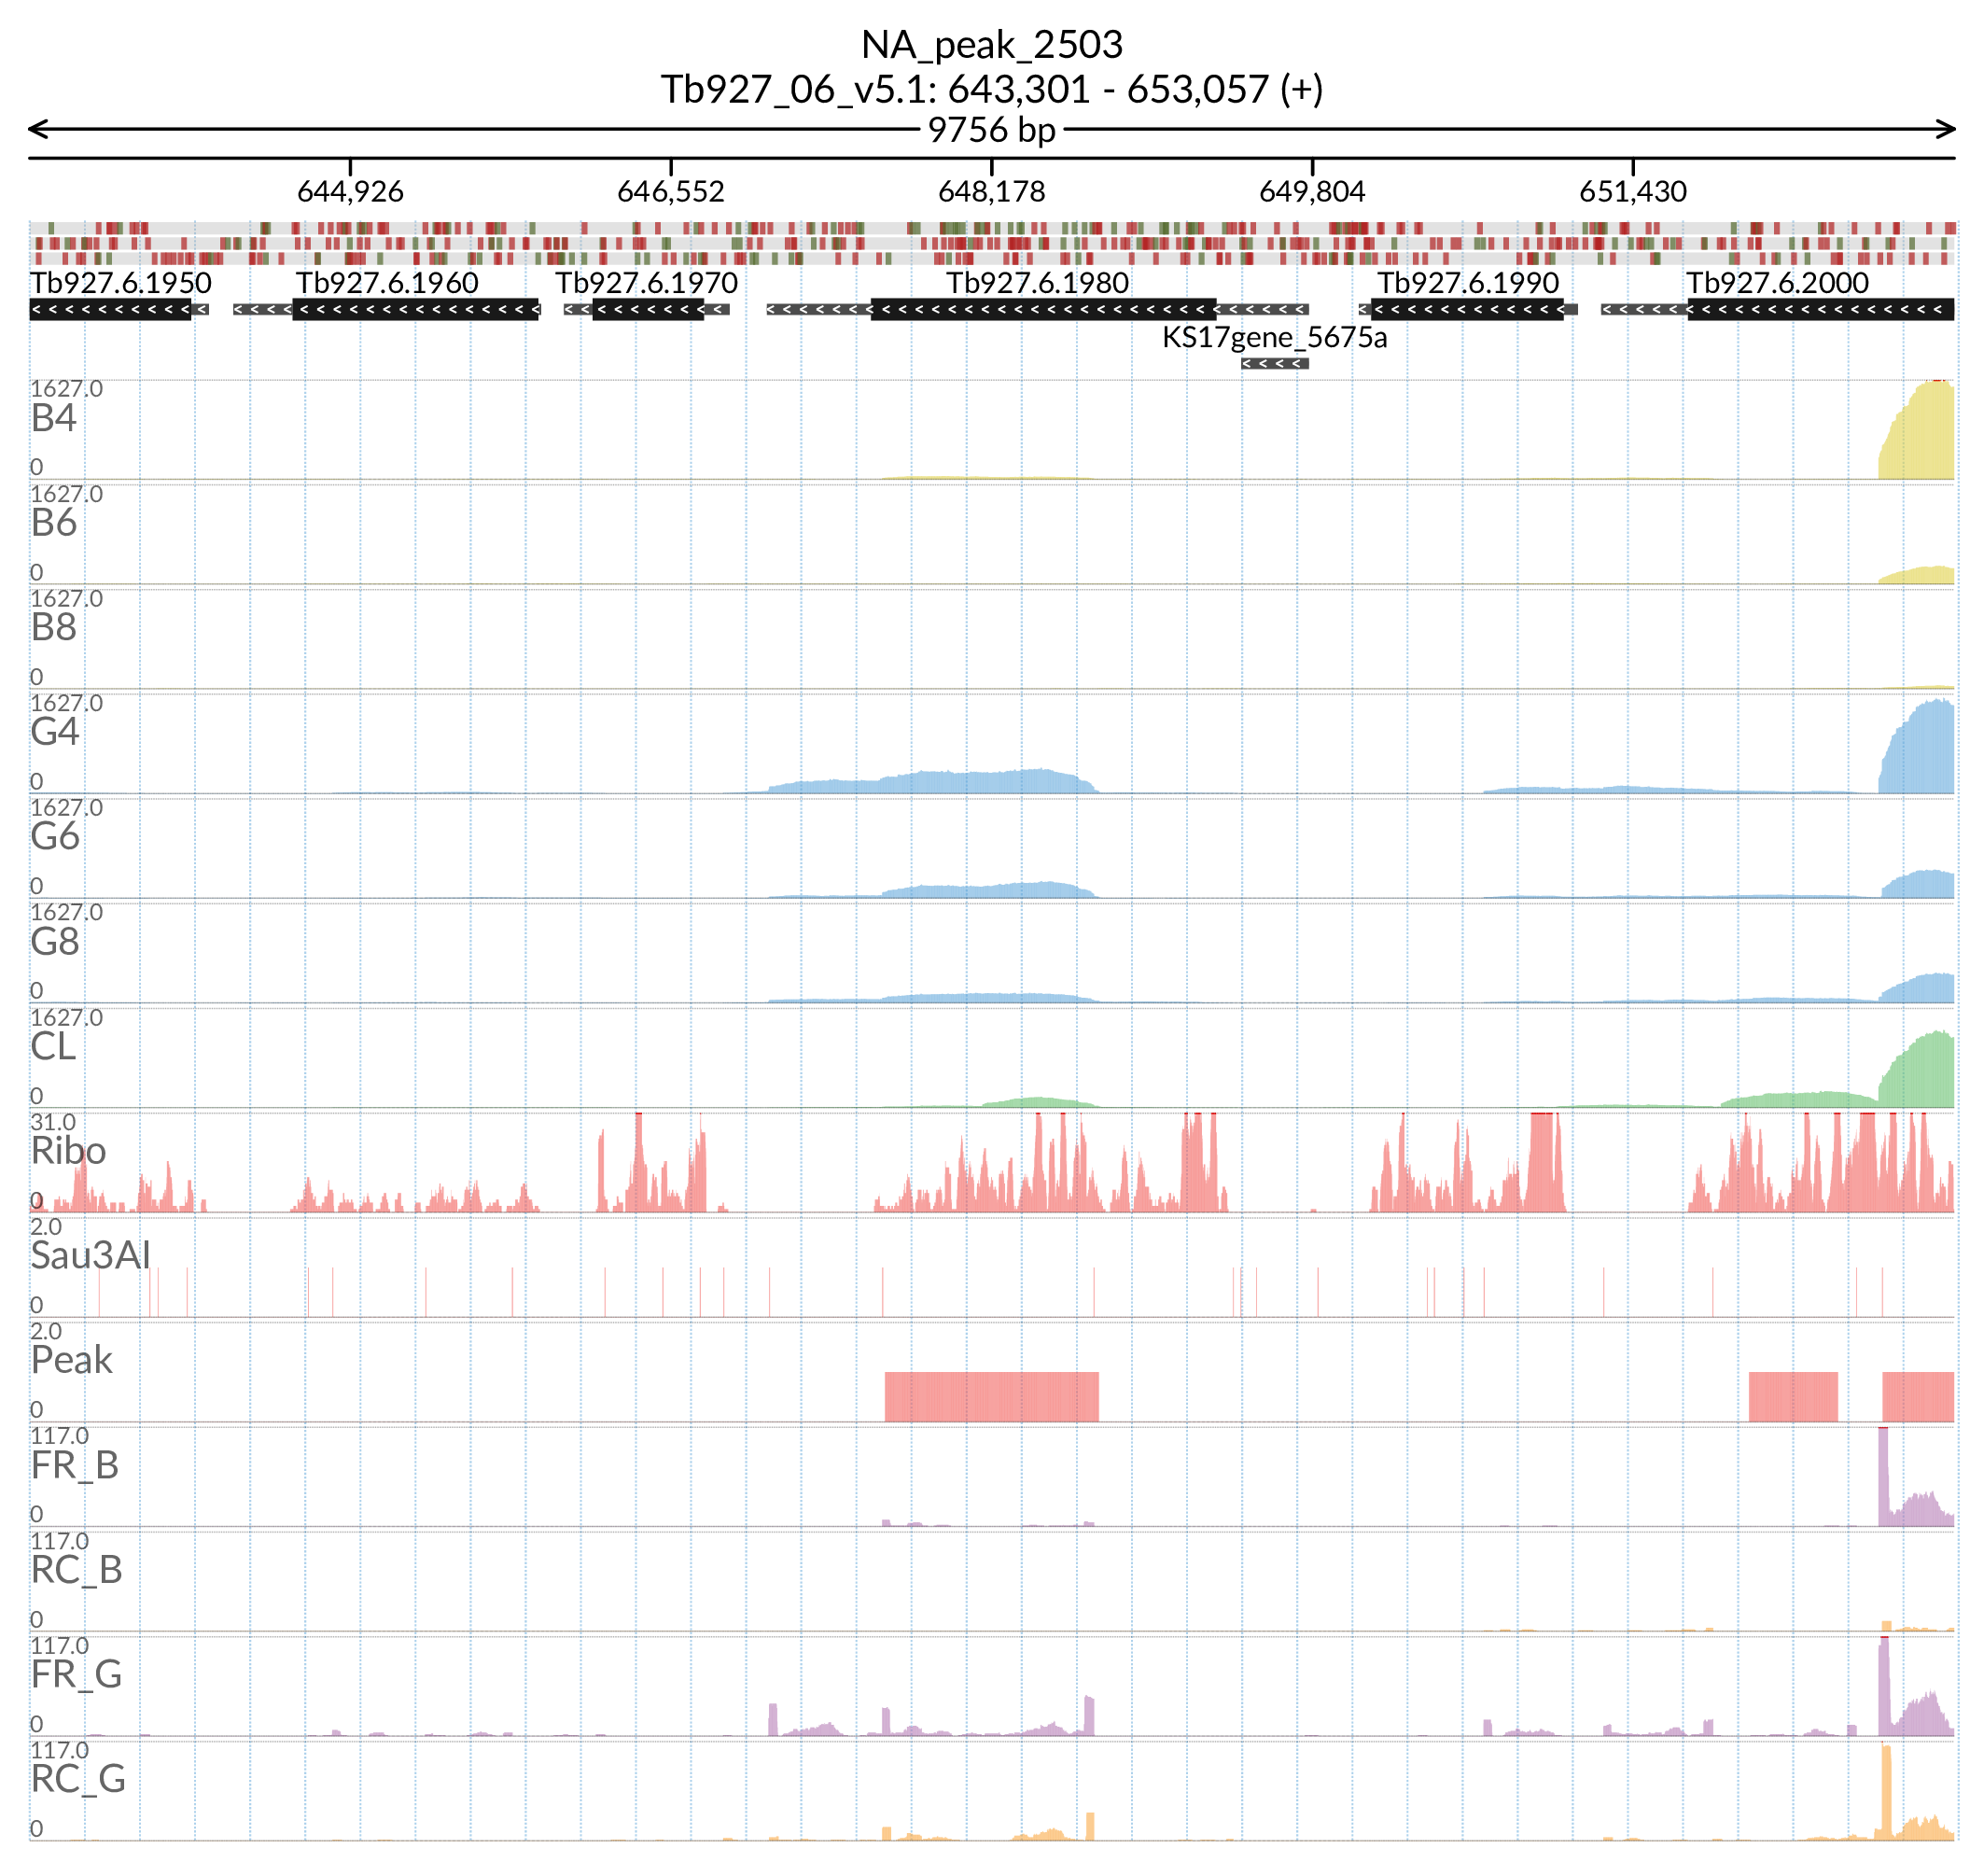 NA_peak_2503
Tb927_06_v5.1: 643,301 - 653,057 (+)
9756 bp
644,926 646,552 648,178 649,804 651,430
Tb927.6.1950 Tb927.6.1960 Tb927.6.1970 Tb927.6.1980 Tb927.6.1990 Tb927.6.2000
KS17gene_5675a
1627.0
B4
0
1627.0
B6
0
1627.0
B8
0
1627.0
G4
0
1627.0
G6
0
1627.0
G8
0
1627.0
CL
0
31.0
Ribo
0
2.0
Sau3AI
0
2.0
Peak
0
117.0
FR_B
0
117.0
RC_B
0
117.0
FR_G
0
117.0
RC_G
0